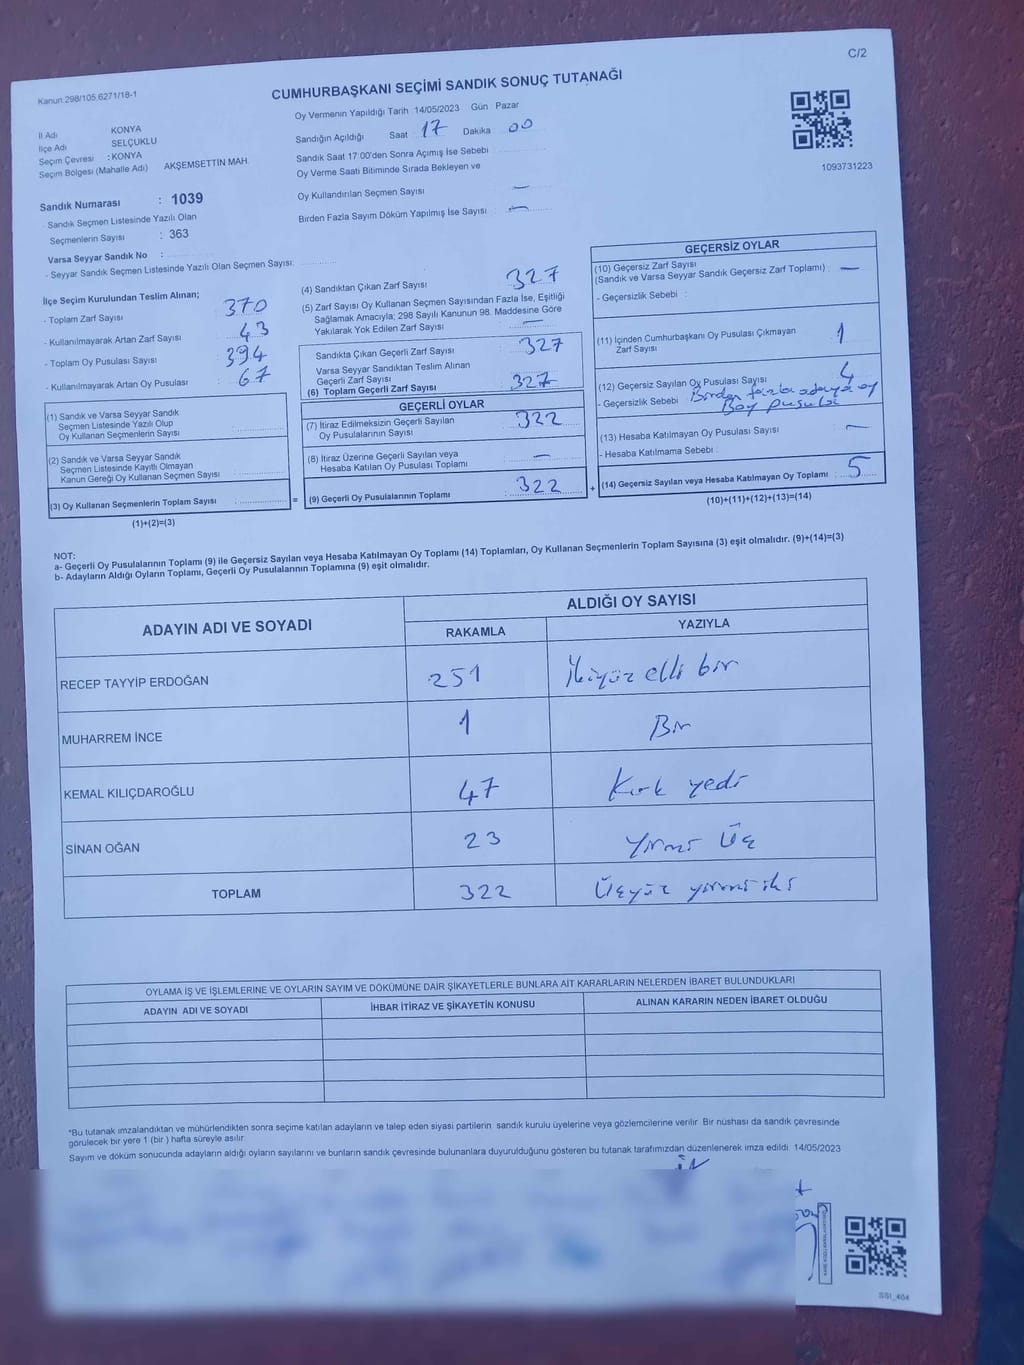 C/2
Kanun 298/105.6271/18-1
CUMHURBAŞKANI SEÇİMİ SANDIK SONUÇ TUTANAĞI
İl Adı KONYA
İlçe Adı SELÇUKLU
Seçim Çevresi : KONYA
Seçim Bölgesi (Mahalle Adı) AKŞEMSETTİN MAH.
Sandık Numarası : 1039
- Sandık Seçmen Listesinde Yazılı Olan
Seçmenlerin Sayısı : 363
Varsa Seyyar Sandık No :
- Seyyar Sandık Seçmen Listesinde Yazılı Olan Seçmen Sayısı:
Oy Vermenin Yapıldığı Tarih 14/05/2023 Gün Pazar
Sandığın Açıldığı Saat 17 Dakika 00
Sandık Saat 17.00'den Sonra Açımış İse Sebebi
Oy Verme Saati Bitiminde Sırada Bekleyen ve
Oy Kullandırılan Seçmen Sayısı —
Birden Fazla Sayım Döküm Yapılmış İse Sayısı —
1093731223
İlçe Seçim Kurulundan Teslim Alınan;
- Toplam Zarf Sayısı : 370
- Kullanılmayarak Artan Zarf Sayısı : 43
- Toplam Oy Pusulası Sayısı : 394
- Kullanılmayarak Artan Oy Pusulası : 67
(1) Sandık ve Varsa Seyyar Sandık
Seçmen Listesinde Yazılı Olup
Oy Kullanan Seçmenlerin Sayısı :
(2) Sandık ve Varsa Seyyar Sandık
Seçmen Listesinde Kayıtlı Olmayan
Kanun Gereği Oy Kullanan Seçmen Sayısı :
(3) Oy Kullanan Seçmenlerin Toplam Sayısı :
(1)+(2)=(3)
=
(4) Sandıktan Çıkan Zarf Sayısı : 327
(5) Zarf Sayısı Oy Kullanan Seçmen Sayısından Fazla İse, Eşitliği
Sağlamak Amacıyla; 298 Sayılı Kanunun 98. Maddesine Göre
Yakılarak Yok Edilen Zarf Sayısı : —
Sandıkta Çıkan Geçerli Zarf Sayısı : 327
Varsa Seyyar Sandıktan Teslim Alınan
Geçerli Zarf Sayısı :
(6) Toplam Geçerli Zarf Sayısı : 327
GEÇERLİ OYLAR
(7) İtiraz Edilmeksizin Geçerli Sayılan
Oy Pusulalarının Sayısı : 322
(8) İtiraz Üzerine Geçerli Sayılan veya
Hesaba Katılan Oy Pusulası Toplamı : —
(9) Geçerli Oy Pusulalarının Toplamı : 322
+
GEÇERSİZ OYLAR
(10) Geçersiz Zarf Sayısı
(Sandık ve Varsa Seyyar Sandık Geçersiz Zarf Toplamı) : —
- Geçersizlik Sebebi :
(11) İçinden Cumhurbaşkanı Oy Pusulası Çıkmayan
Zarf Sayısı : 1
(12) Geçersiz Sayılan Oy Pusulası Sayısı : 4
- Geçersizlik Sebebi Birden fazla adaya oy
Boş pusula
(13) Hesaba Katılmayan Oy Pusulası Sayısı : —
- Hesaba Katılmama Sebebi :
(14) Geçersiz Sayılan veya Hesaba Katılmayan Oy Toplamı : 5
(10)+(11)+(12)+(13)=(14)
NOT:
a- Geçerli Oy Pusulalarının Toplamı (9) ile Geçersiz Sayılan veya Hesaba Katılmayan Oy Toplamı (14) Toplamları, Oy Kullanan Seçmenlerin Toplam Sayısına (3) eşit olmalıdır. (9)+(14)=(3)
b- Adayların Aldığı Oyların Toplamı, Geçerli Oy Pusulalarının Toplamına (9) eşit olmalıdır.
ADAYIN ADI VE SOYADI
ALDIĞI OY SAYISI
RAKAMLA YAZIYLA
RECEP TAYYİP ERDOĞAN 251 İkiyüz elli bir
MUHARREM İNCE 1 Bir
KEMAL KILIÇDAROĞLU 47 Kırk yedi
SİNAN OĞAN 23 Yirmi Üç
TOPLAM 322 Üçyüz yirmi iki
OYLAMA İŞ VE İŞLEMLERİNE VE OYLARIN SAYIM VE DÖKÜMÜNE DAİR ŞİKAYETLERLE BUNLARA AİT KARARLARIN NELERDEN İBARET BULUNDUKLARI
ADAYIN ADI VE SOYADI İHBAR İTİRAZ VE ŞİKAYETİN KONUSU ALINAN KARARIN NEDEN İBARET OLDUĞU
*Bu tutanak imzalandıktan ve mühürlendikten sonra seçime katılan adayların ve talep eden siyasi partilerin sandık kurulu üyelerine veya gözlemcilerine verilir. Bir nüshası da sandık çevresinde
görülecek bir yere 1 (bir) hafta süreyle asılır.
Sayım ve döküm sonucunda adayların aldığı oyların sayılarını ve bunların sandık çevresinde bulunanlara duyurulduğunu gösteren bu tutanak tarafımızdan düzenlenerek imza edildi. 14/05/2023
SS1_404